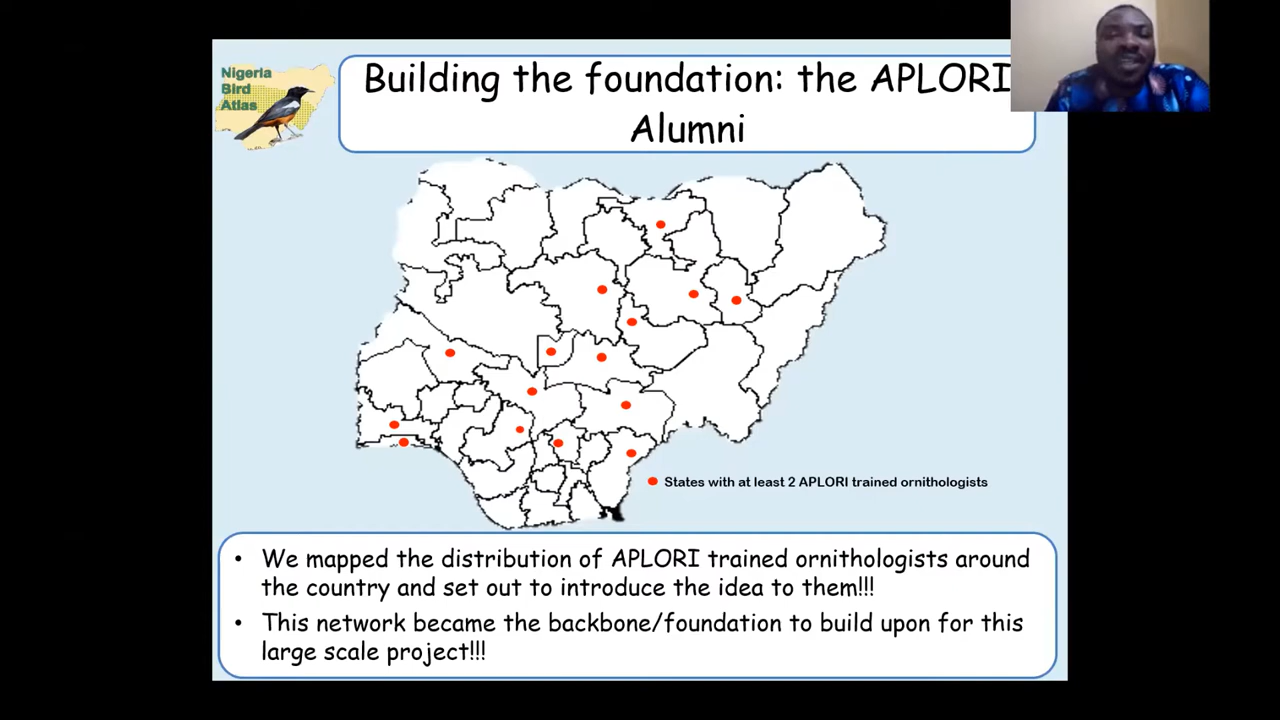 Nigeria
Bird
Atlas
Building the foundation: the APLORI
Alumni
States with at least 2 APLORI trained ornithologists
• We mapped the distribution of APLORI trained ornithologists around
the country and set out to introduce the idea to them!!!
• This network became the backbone/foundation to build upon for this
large scale project!!!